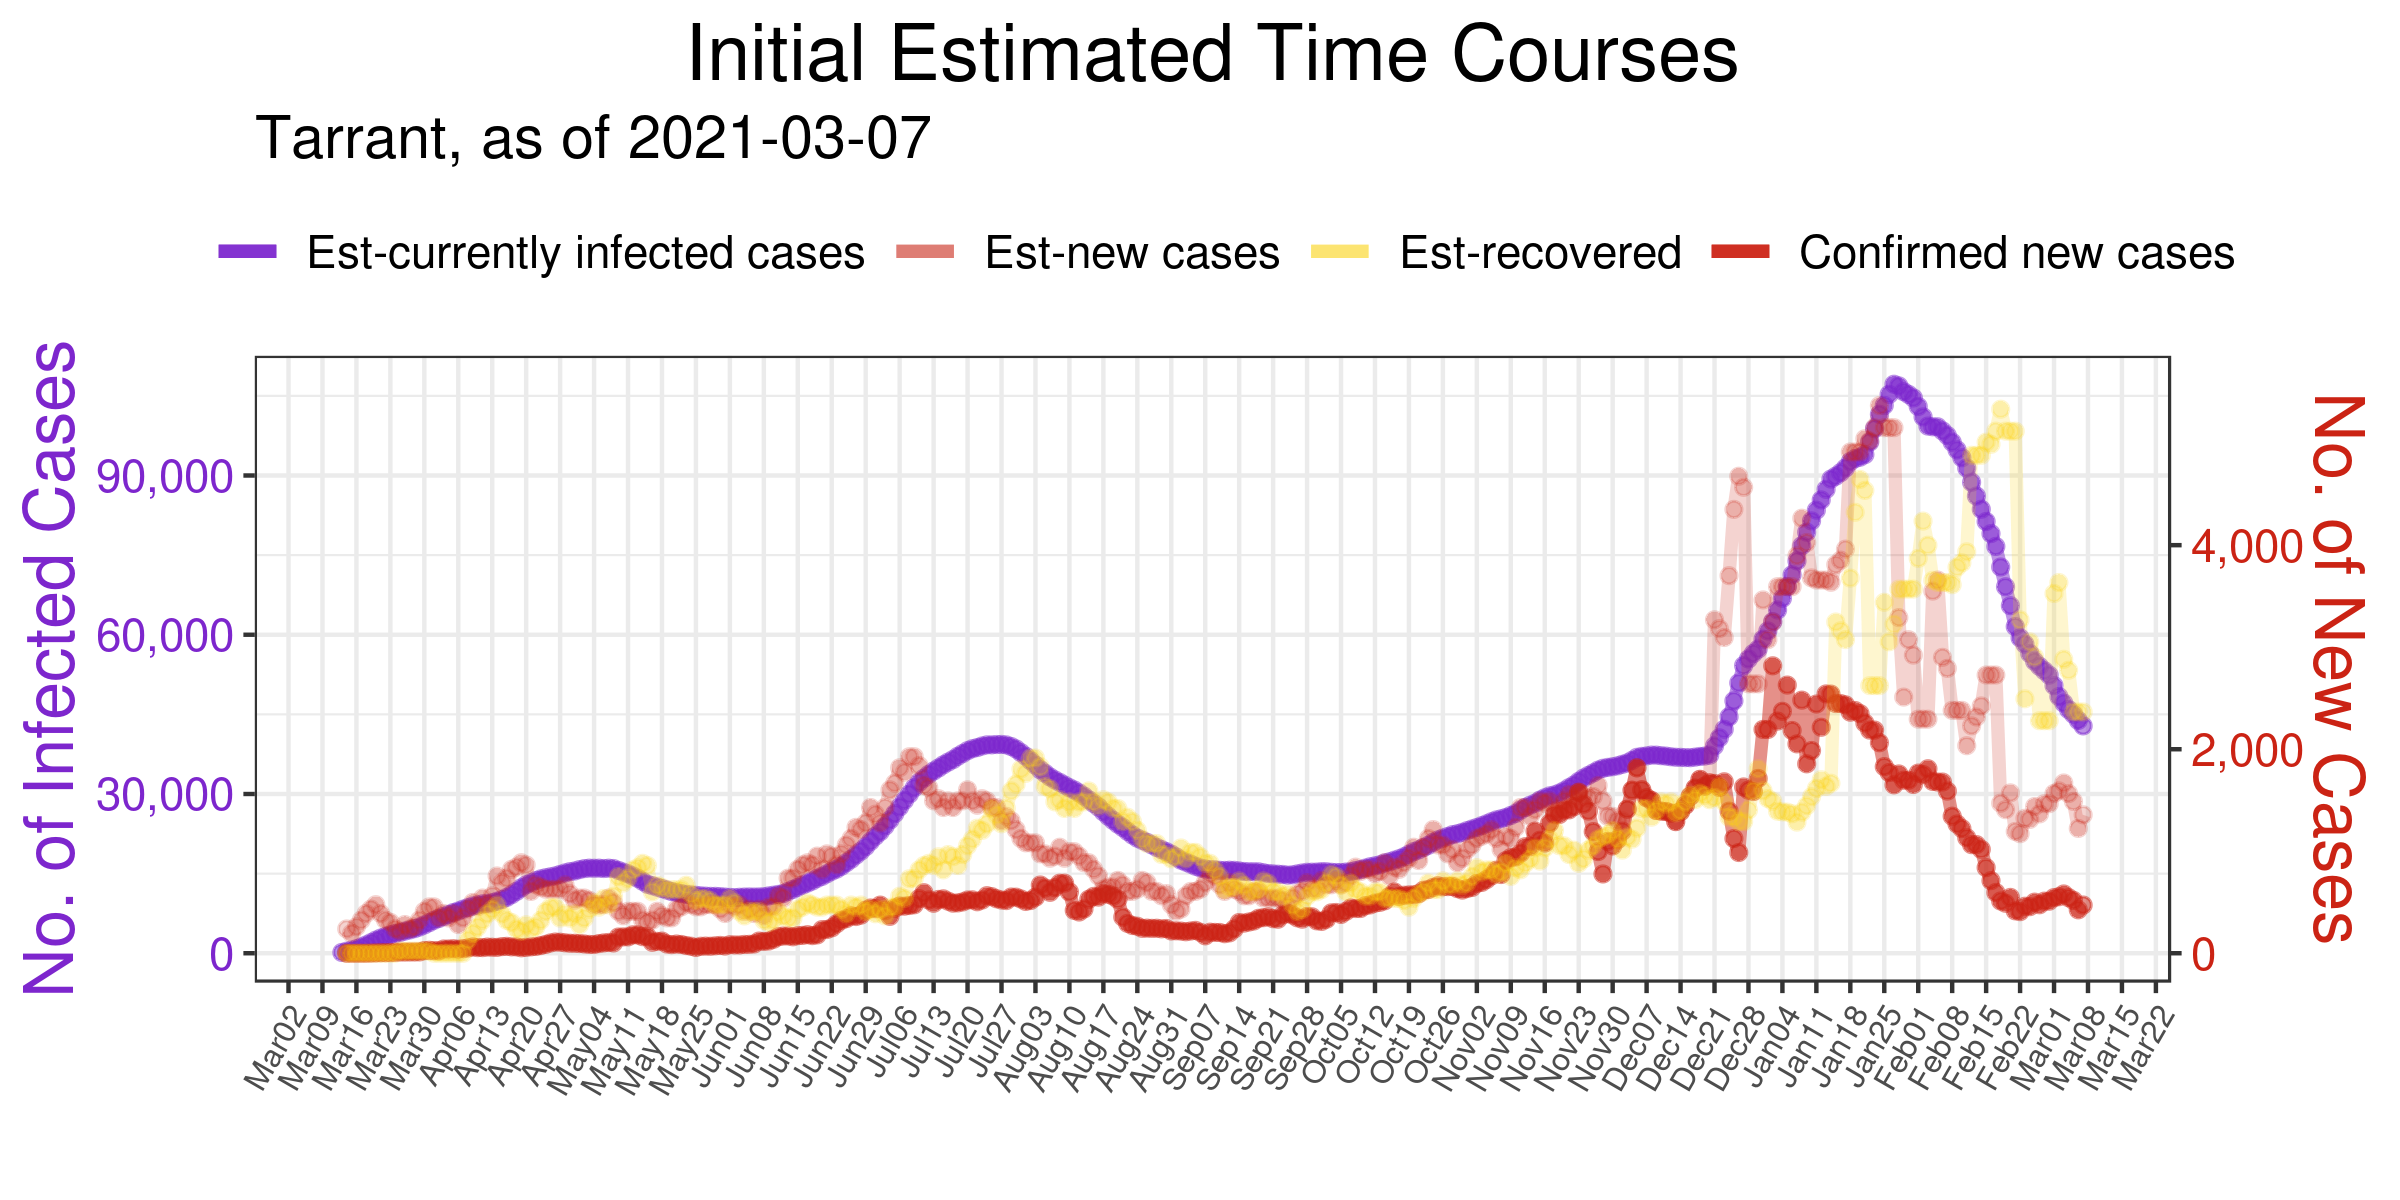 Initial Estimated Time Courses
Tarrant, as of 2021-03-07
Est-currently infected cases Est-new cases Est-recovered Confirmed new cases
No. of Infected Cases
90,000
60,000
30,000
0
4,000
2,000
0
No. of New Cases
Mar02 Mar09 Mar16 Mar23 Mar30 Apr06 Apr13 Apr20 Apr27 May04 May11 May18 May25 Jun01 Jun08 Jun15 Jun22 Jun29 Jul06 Jul13 Jul20 Jul27 Aug03 Aug10 Aug17 Aug24 Aug31 Sep07 Sep14 Sep21 Sep28 Oct05 Oct12 Oct19 Oct26 Nov02 Nov09 Nov16 Nov23 Nov30 Dec07 Dec14 Dec21 Dec28 Jan04 Jan11 Jan18 Jan25 Feb01 Feb08 Feb15 Feb22 Mar01 Mar08 Mar15 Mar22